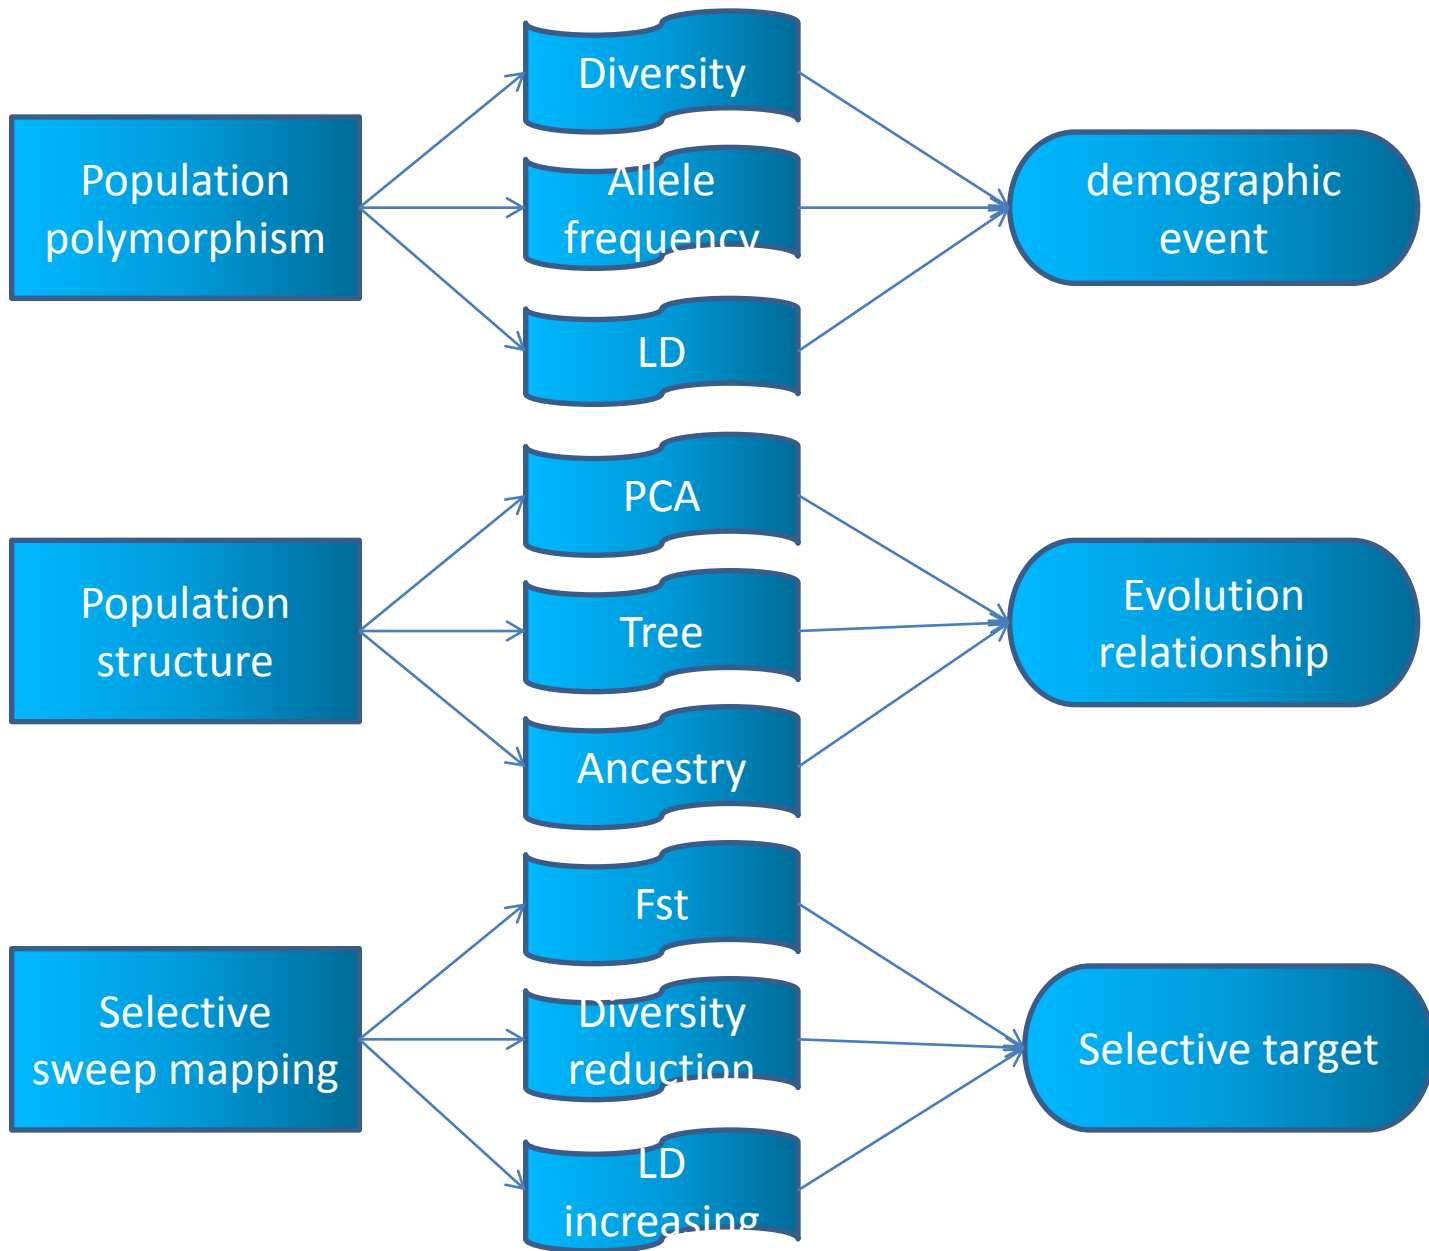 Population
polymorphism
Diversity
Allele
frequency
LD
demographic
event
Population
structure
PCA
Tree
Ancestry
Evolution
relationship
Selective
sweep mapping
Fst
Diversity
reduction
LD
increasing
Selective target